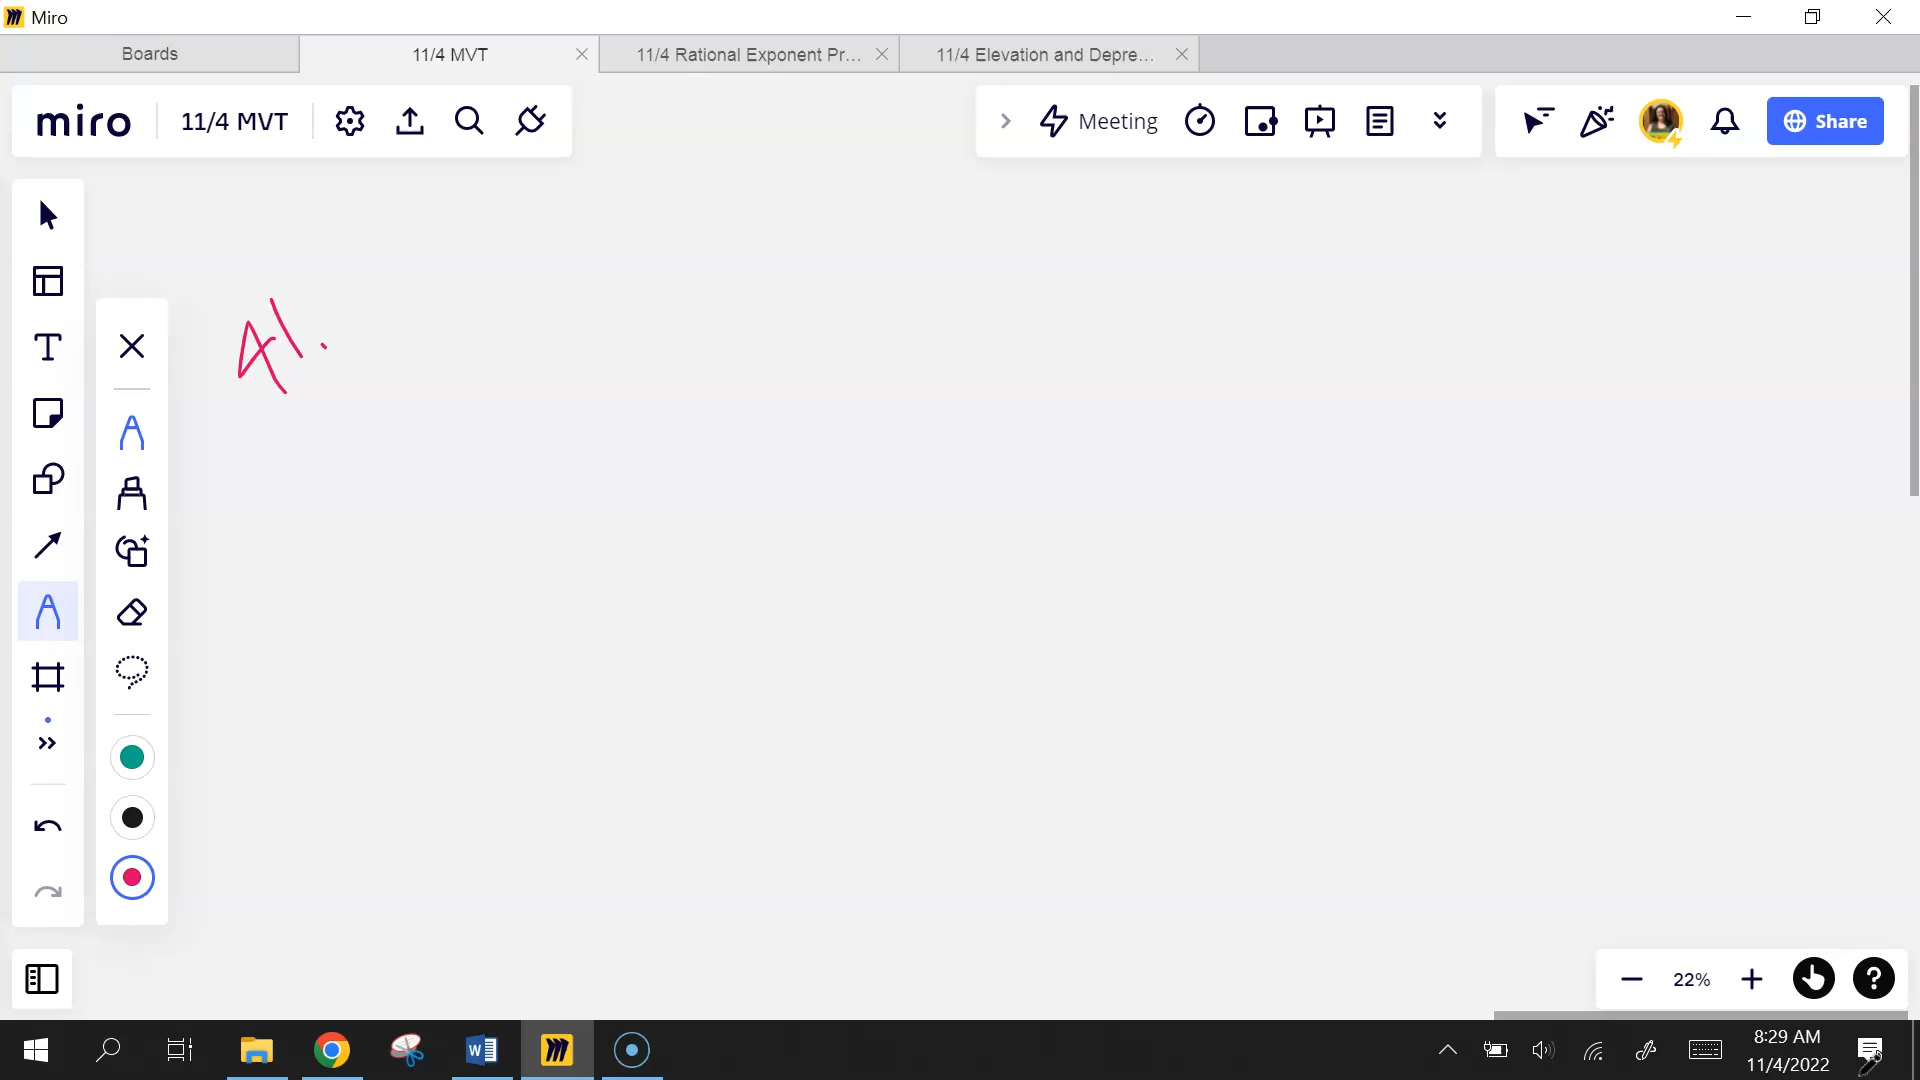 Miro
Boards 11/4 MVT 11/4 Rational Exponent Pr... 11/4 Elevation and Depre...
miro 11/4 MVT Meeting Share
41.
22%
8:29 AM
11/4/2022